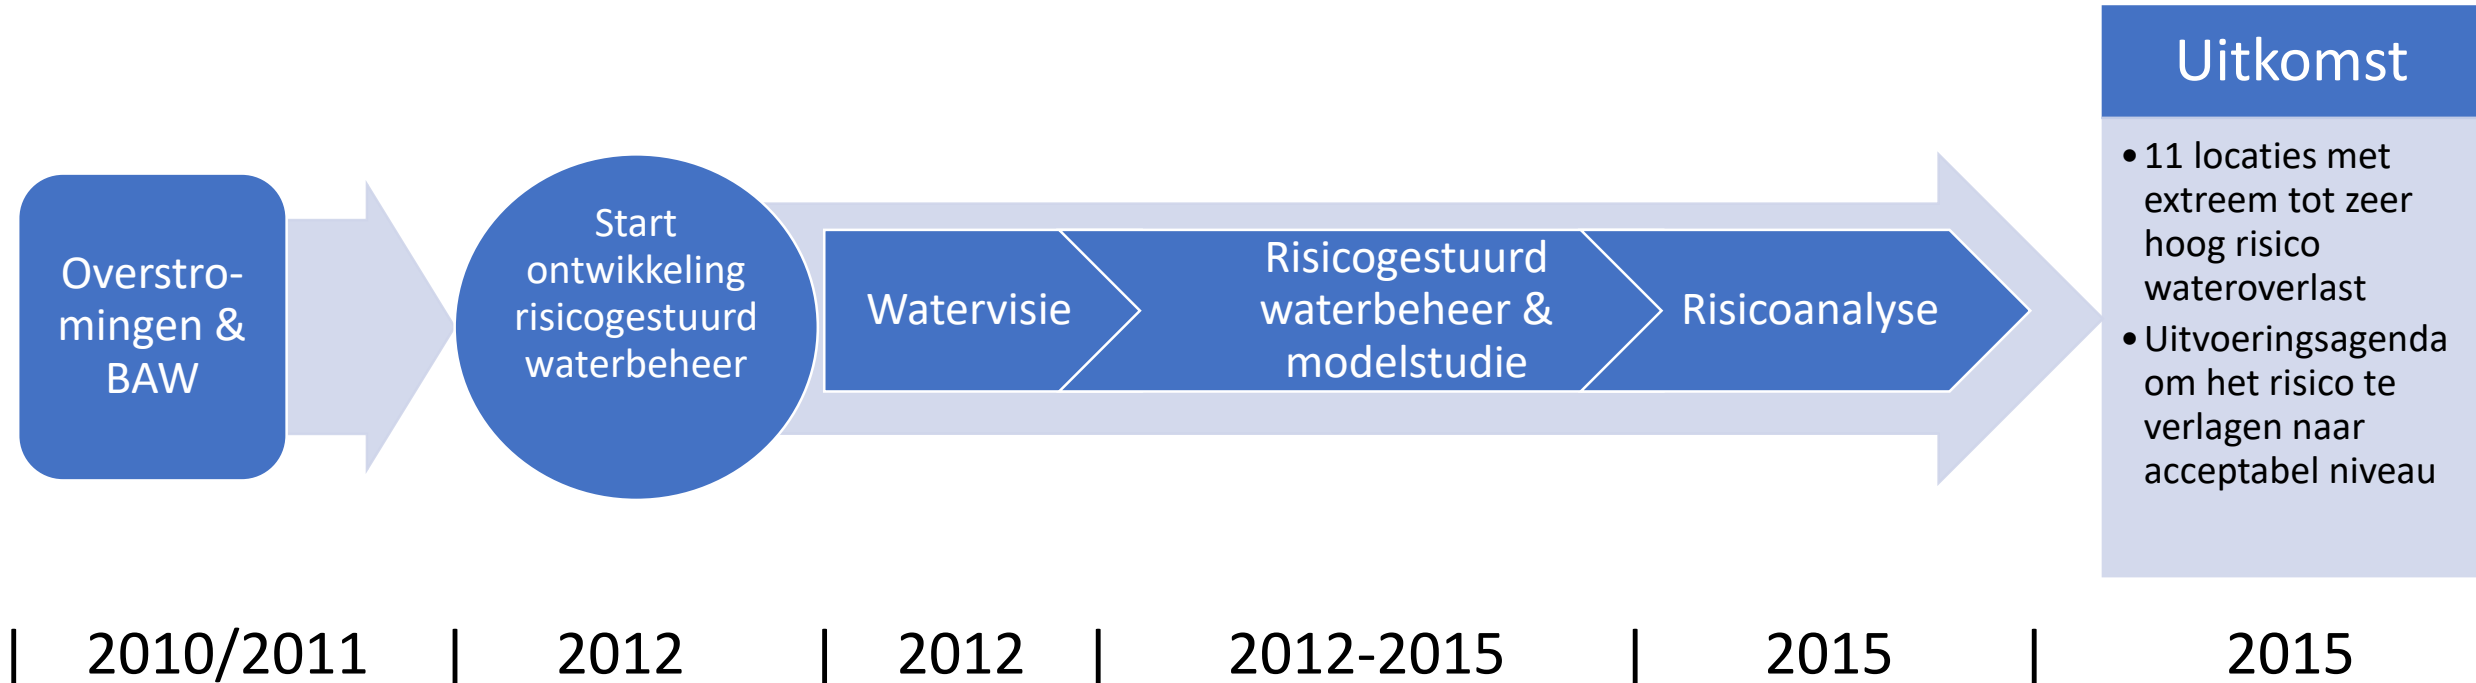 Overstro-
mingen &
BAW
Start
ontwikkeling
risicogestuurd
waterbeheer
Watervisie
Risicogestuurd
waterbeheer &
modelstudie
Risicoanalyse
Uitkomst
• 11 locaties met
extreem tot zeer
hoog risico
wateroverlast
• Uitvoeringsagenda
om het risico te
verlagen naar
acceptabel niveau
| 2010/2011 | 2012 | 2012 | 2012-2015 | 2015 | 2015